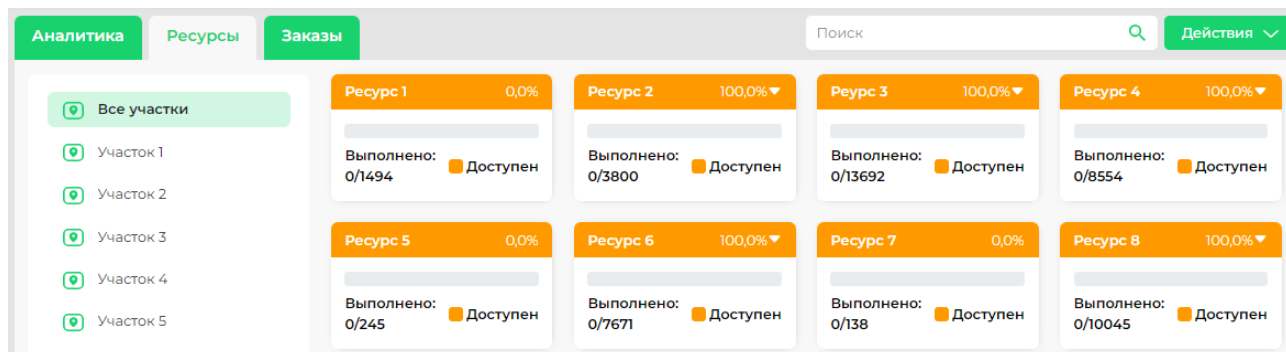 Аналитика Ресурсы Заказы Поиск Действия
Все участки
Участок 1
Участок 2
Участок 3
Участок 4
Участок 5
Ресурс 1 0,0% Ресурс 2 100,0%▼ Реурс 3 100,0%▼ Ресурс 4 100,0%▼
Выполнено: Выполнено: Выполнено: Выполнено:
0/1494 Доступен 0/3800 Доступен 0/13692 Доступен 0/8554 Доступен
Ресурс 5 0,0% Ресурс 6 100,0%▼ Ресурс 7 0,0% Ресурс 8 100,0%▼
Выполнено: Выполнено: Выполнено: Выполнено:
0/245 Доступен 0/7671 Доступен 0/138 Доступен 0/10045 Доступен